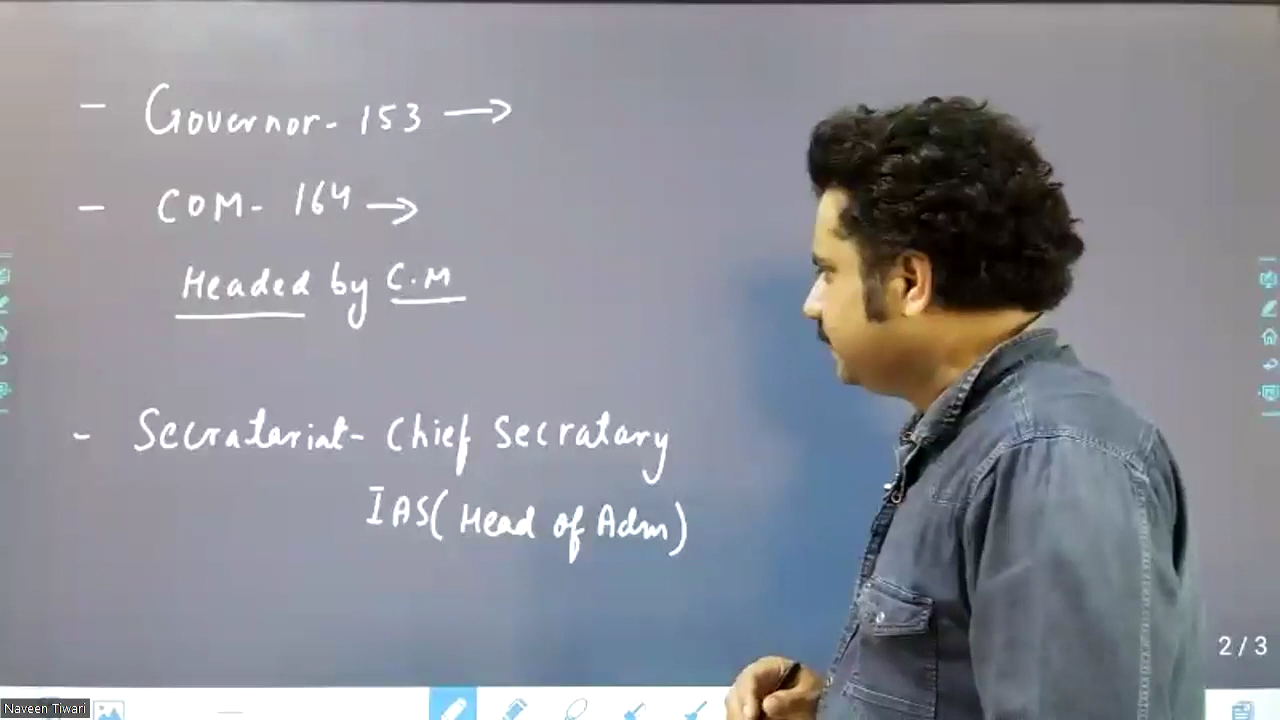 - Governor- 153 →
- COM- 164 →
Headed by C.M
- Secratariat- Chief Secratary
IAS( Head of Adm)
2 / 3
Naveen Tiwari